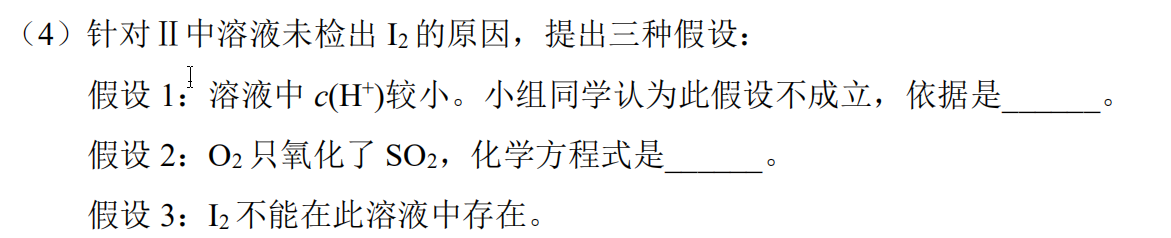 （4）针对Ⅱ中溶液未检出 I₂ 的原因，提出三种假设：
假设 1：溶液中 c(H⁺)较小。小组同学认为此假设不成立，依据是______。
假设 2：O₂ 只氧化了 SO₂，化学方程式是______。
假设 3：I₂ 不能在此溶液中存在。